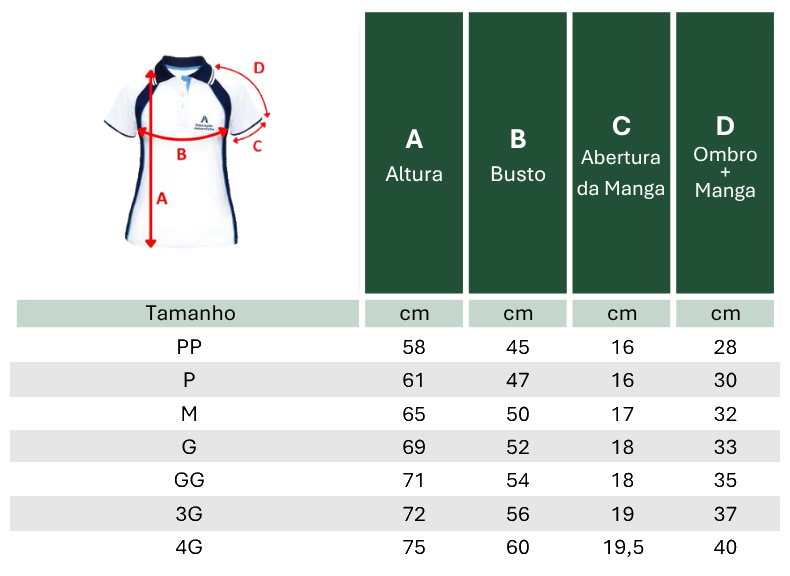 D
C
B
A
Educação
Adventista
A
Altura
B
Busto
C
Abertura
da Manga
D
Ombro
+
Manga
Tamanho cm cm cm cm
PP 58 45 16 28
P 61 47 16 30
M 65 50 17 32
G 69 52 18 33
GG 71 54 18 35
3G 72 56 19 37
4G 75 60 19,5 40